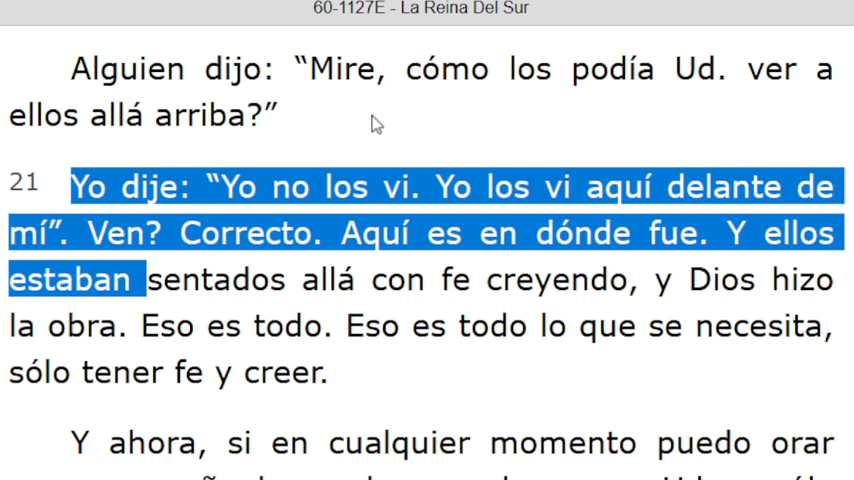 60-1127E - La Reina Del Sur
Alguien dijo: “Mire, cómo los podía Ud. ver a
ellos allá arriba?”
21 Yo dije: “Yo no los vi. Yo los vi aquí delante de
mí”. Ven? Correcto. Aquí es en dónde fue. Y ellos
estaban sentados allá con fe creyendo, y Dios hizo
la obra. Eso es todo. Eso es todo lo que se necesita,
sólo tener fe y creer.
Y ahora, si en cualquier momento puedo orar